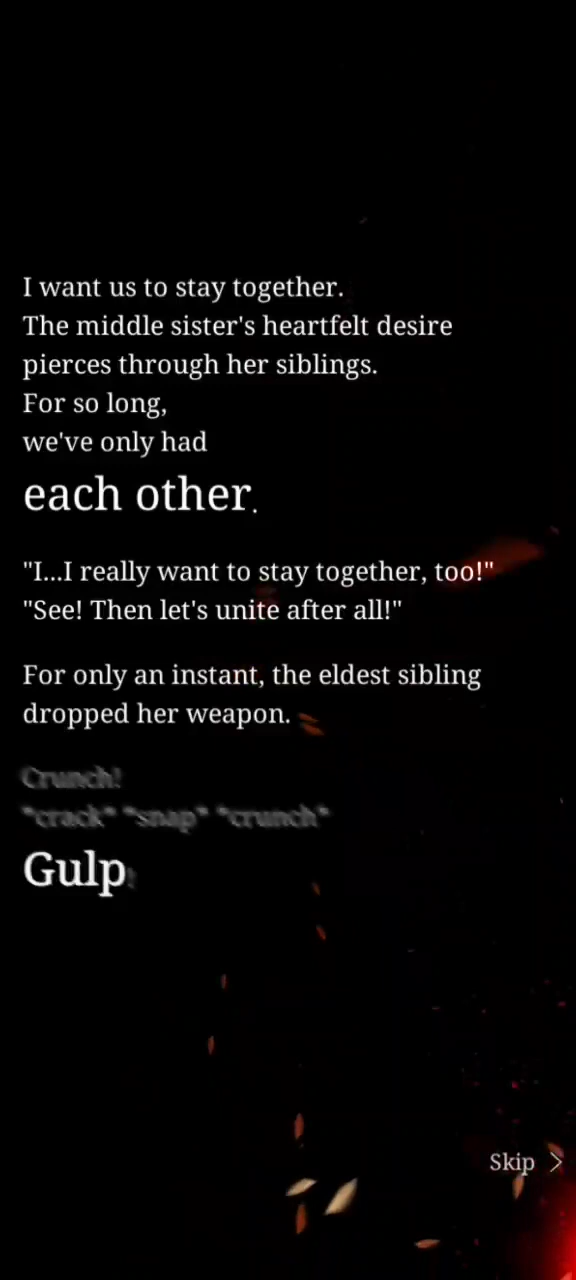 I want us to stay together.
The middle sister's heartfelt desire
pierces through her siblings.
For so long,
we've only had
each other.
"I...I really want to stay together, too!"
"See! Then let's unite after all!"
For only an instant, the eldest sibling
dropped her weapon.
Crunch!
*crack* *snap* *crunch*
Gulp!
Skip >